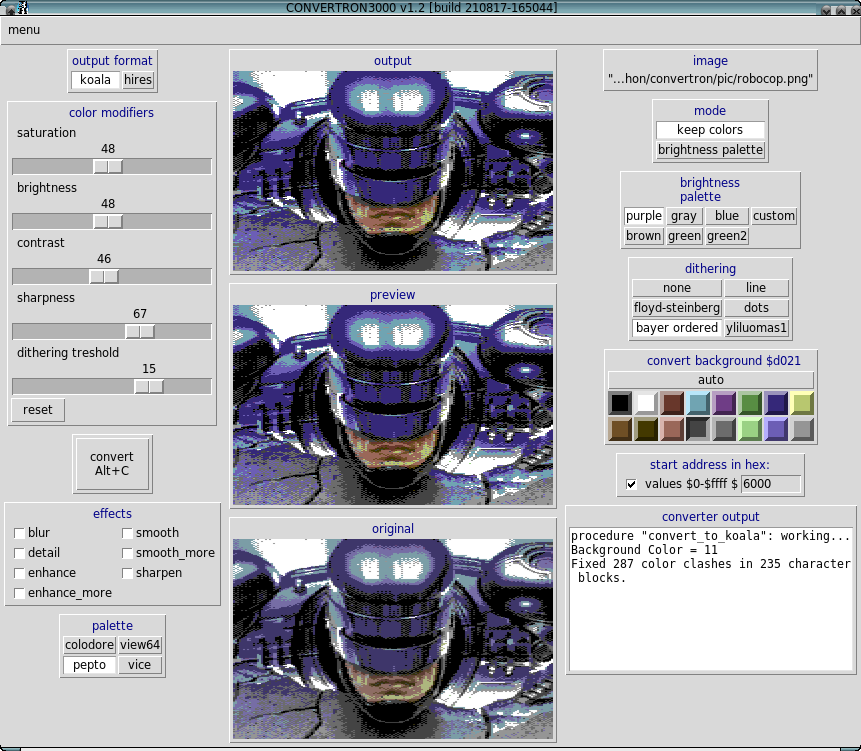 CONVERTRON3000 v1.2 [build 210817-165044]
menu
output format
koala hires
color modifiers
saturation
48
brightness
48
contrast
46
sharpness
67
dithering treshold
15
reset
convert
Alt+C
effects
blur smooth
detail smooth_more
enhance sharpen
enhance_more
palette
colodore view64
pepto vice
output
preview
original
image
"...hon/convertron/pic/robocop.png"
mode
keep colors
brightness palette
brightness
palette
purple gray blue custom
brown green green2
dithering
none line
floyd-steinberg dots
bayer ordered yliluomas1
convert background $d021
auto
start address in hex:
values $0-$ffff $ 6000
converter output
procedure "convert_to_koala": working...
Background Color = 11
Fixed 287 color clashes in 235 character
blocks.